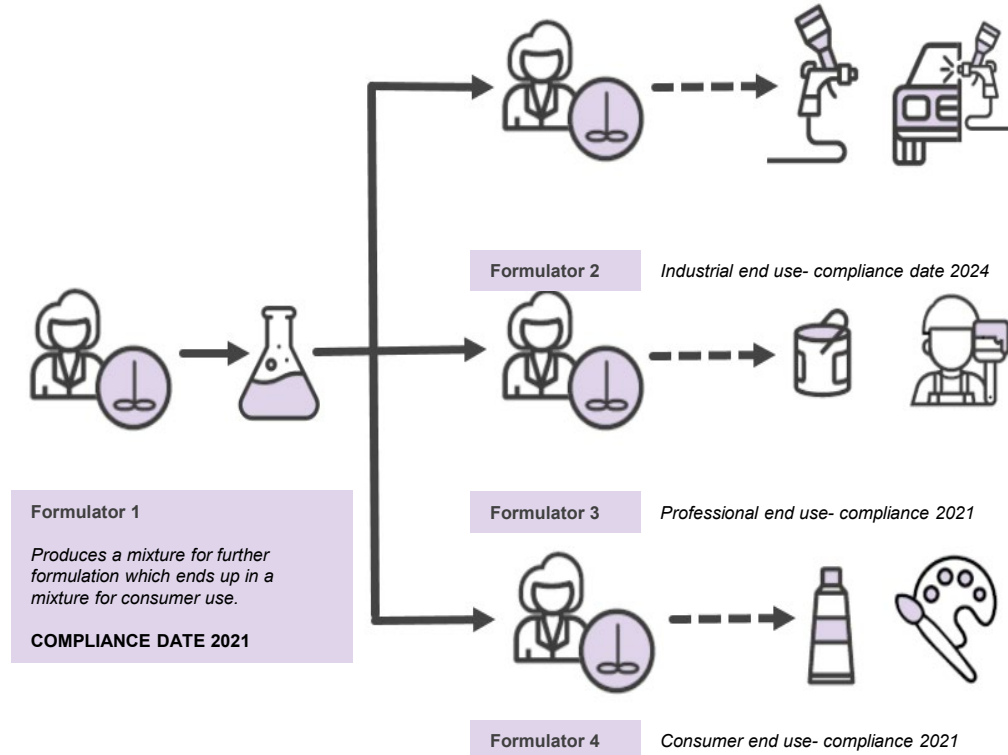 Formulator 2
Industrial end use- compliance date 2024
Formulator 1
Produces a mixture for further
formulation which ends up in a
mixture for consumer use.
COMPLIANCE DATE 2021
Formulator 3
Professional end use- compliance 2021
Formulator 4
Consumer end use- compliance 2021